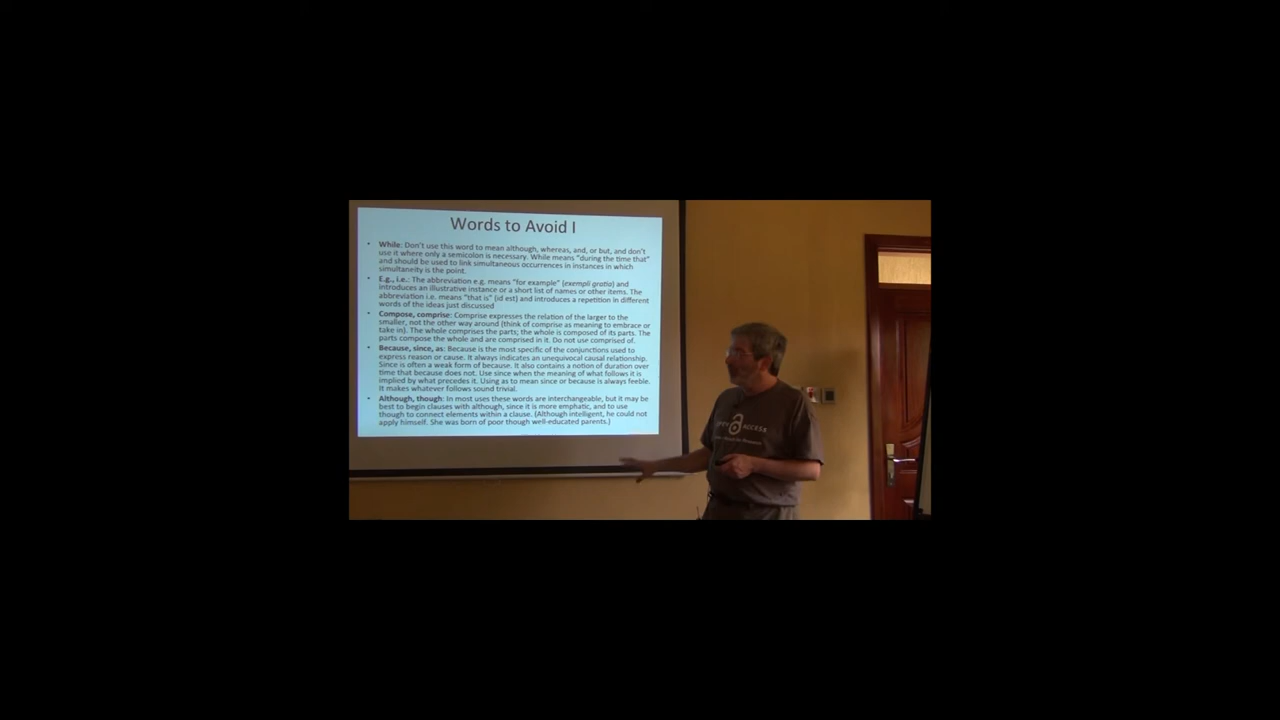 Words to Avoid I
• While: Don't use this word to mean although, whereas, and, or but, and don't
use it where only a semicolon is necessary. While means "during the time that"
and should be used to link simultaneous occurrences in instances in which
simultaneity is the point.
• E.g., i.e.: The abbreviation e.g. means "for example" (exempli gratia) and
introduces an illustrative instance or a short list of names or other items. The
abbreviation i.e. means "that is" (id est) and introduces a repetition in different
words of the ideas just discussed
• Compose, comprise: Comprise expresses the relation of the larger to the
smaller, not the other way around (think of comprise as meaning to embrace or
take in). The whole comprises the parts; the whole is composed of its parts. The
parts compose the whole and are comprised in it. Do not use comprised of.
• Because, since, as: Because is the most specific of the conjunctions used to
express reason or cause. It always indicates an unequivocal causal relationship.
Since is often a weak form of because. It also contains a notion of duration over
time that because does not. Use since when the meaning of what follows it is
implied by what precedes it. Using as to mean since or because is always feeble.
It makes whatever follows sound trivial.
• Although, though: In most uses these words are interchangeable, but it may be
best to begin clauses with although, since it is more emphatic, and to use
though to connect elements within a clause. (Although intelligent, he could not
apply himself. She was born of poor though well-educated parents.)
ACCESS